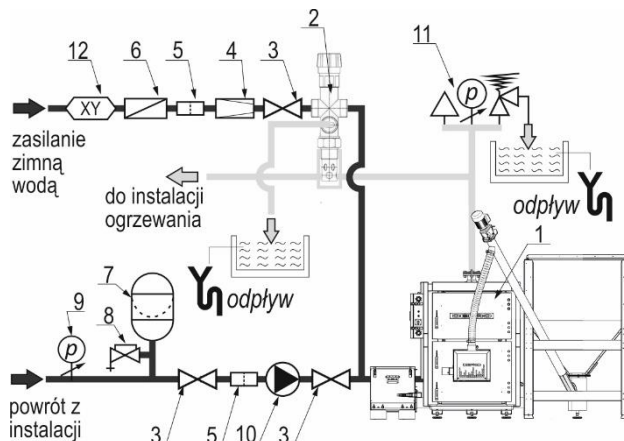 12
6
5
4
3
2
11
XY
p
zasilanie
zimną
wodą
do instalacji
ogrzewania
odpływ
1
odpływ
7
9
8
p
powrót z
instalacji
3
5
10
3